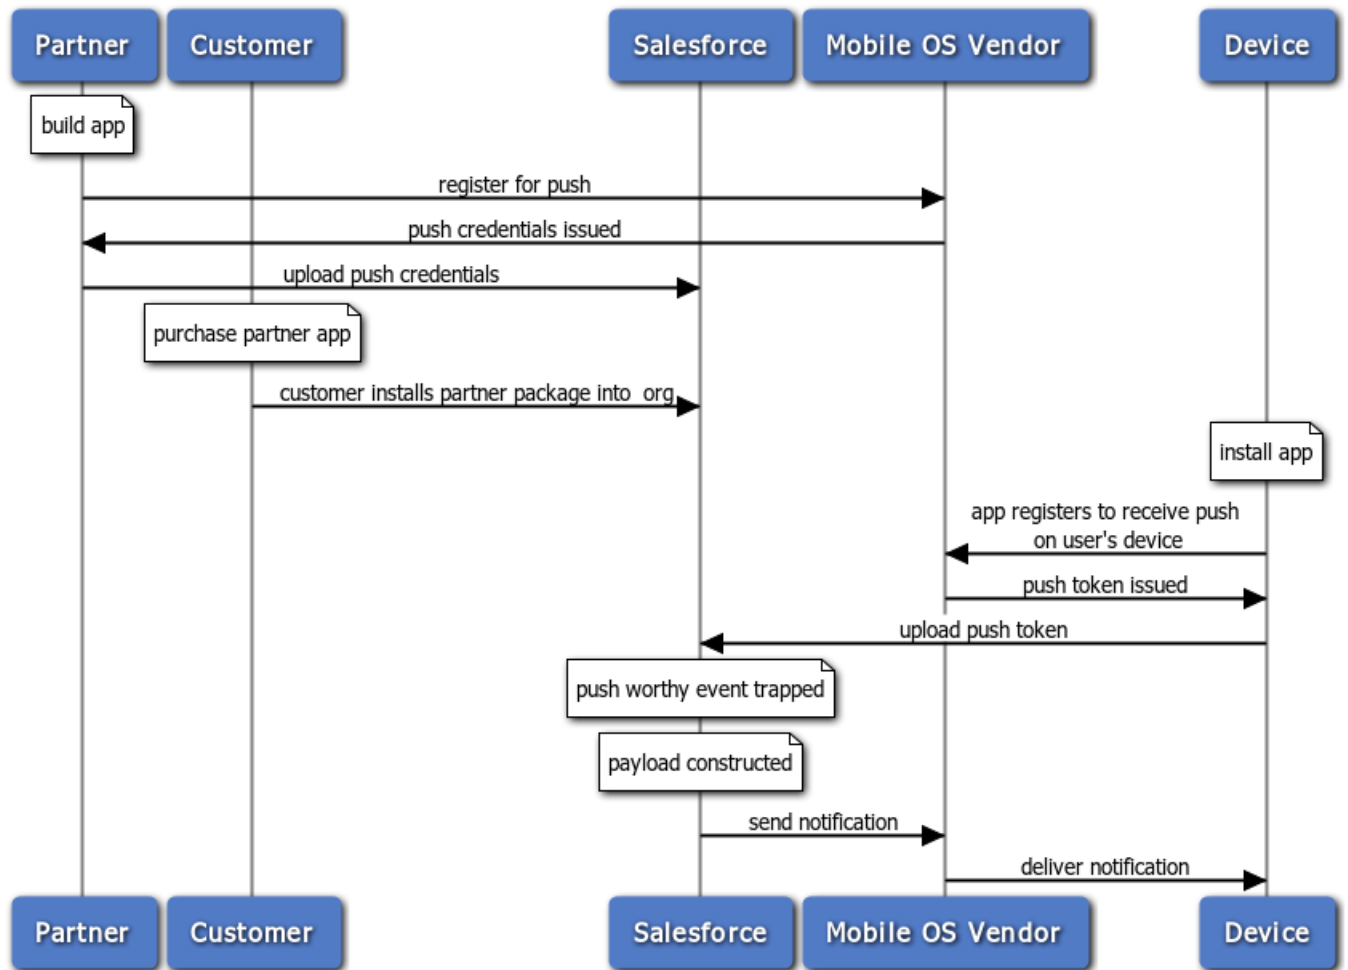 Partner Customer Salesforce Mobile OS Vendor Device
build app
register for push
push credentials issued
upload push credentials
purchase partner app
customer installs partner package into  org
install app
app registers to receive push
on user's device
push token issued
upload push token
push worthy event trapped
payload constructed
send notification
deliver notification
Partner Customer Salesforce Mobile OS Vendor Device